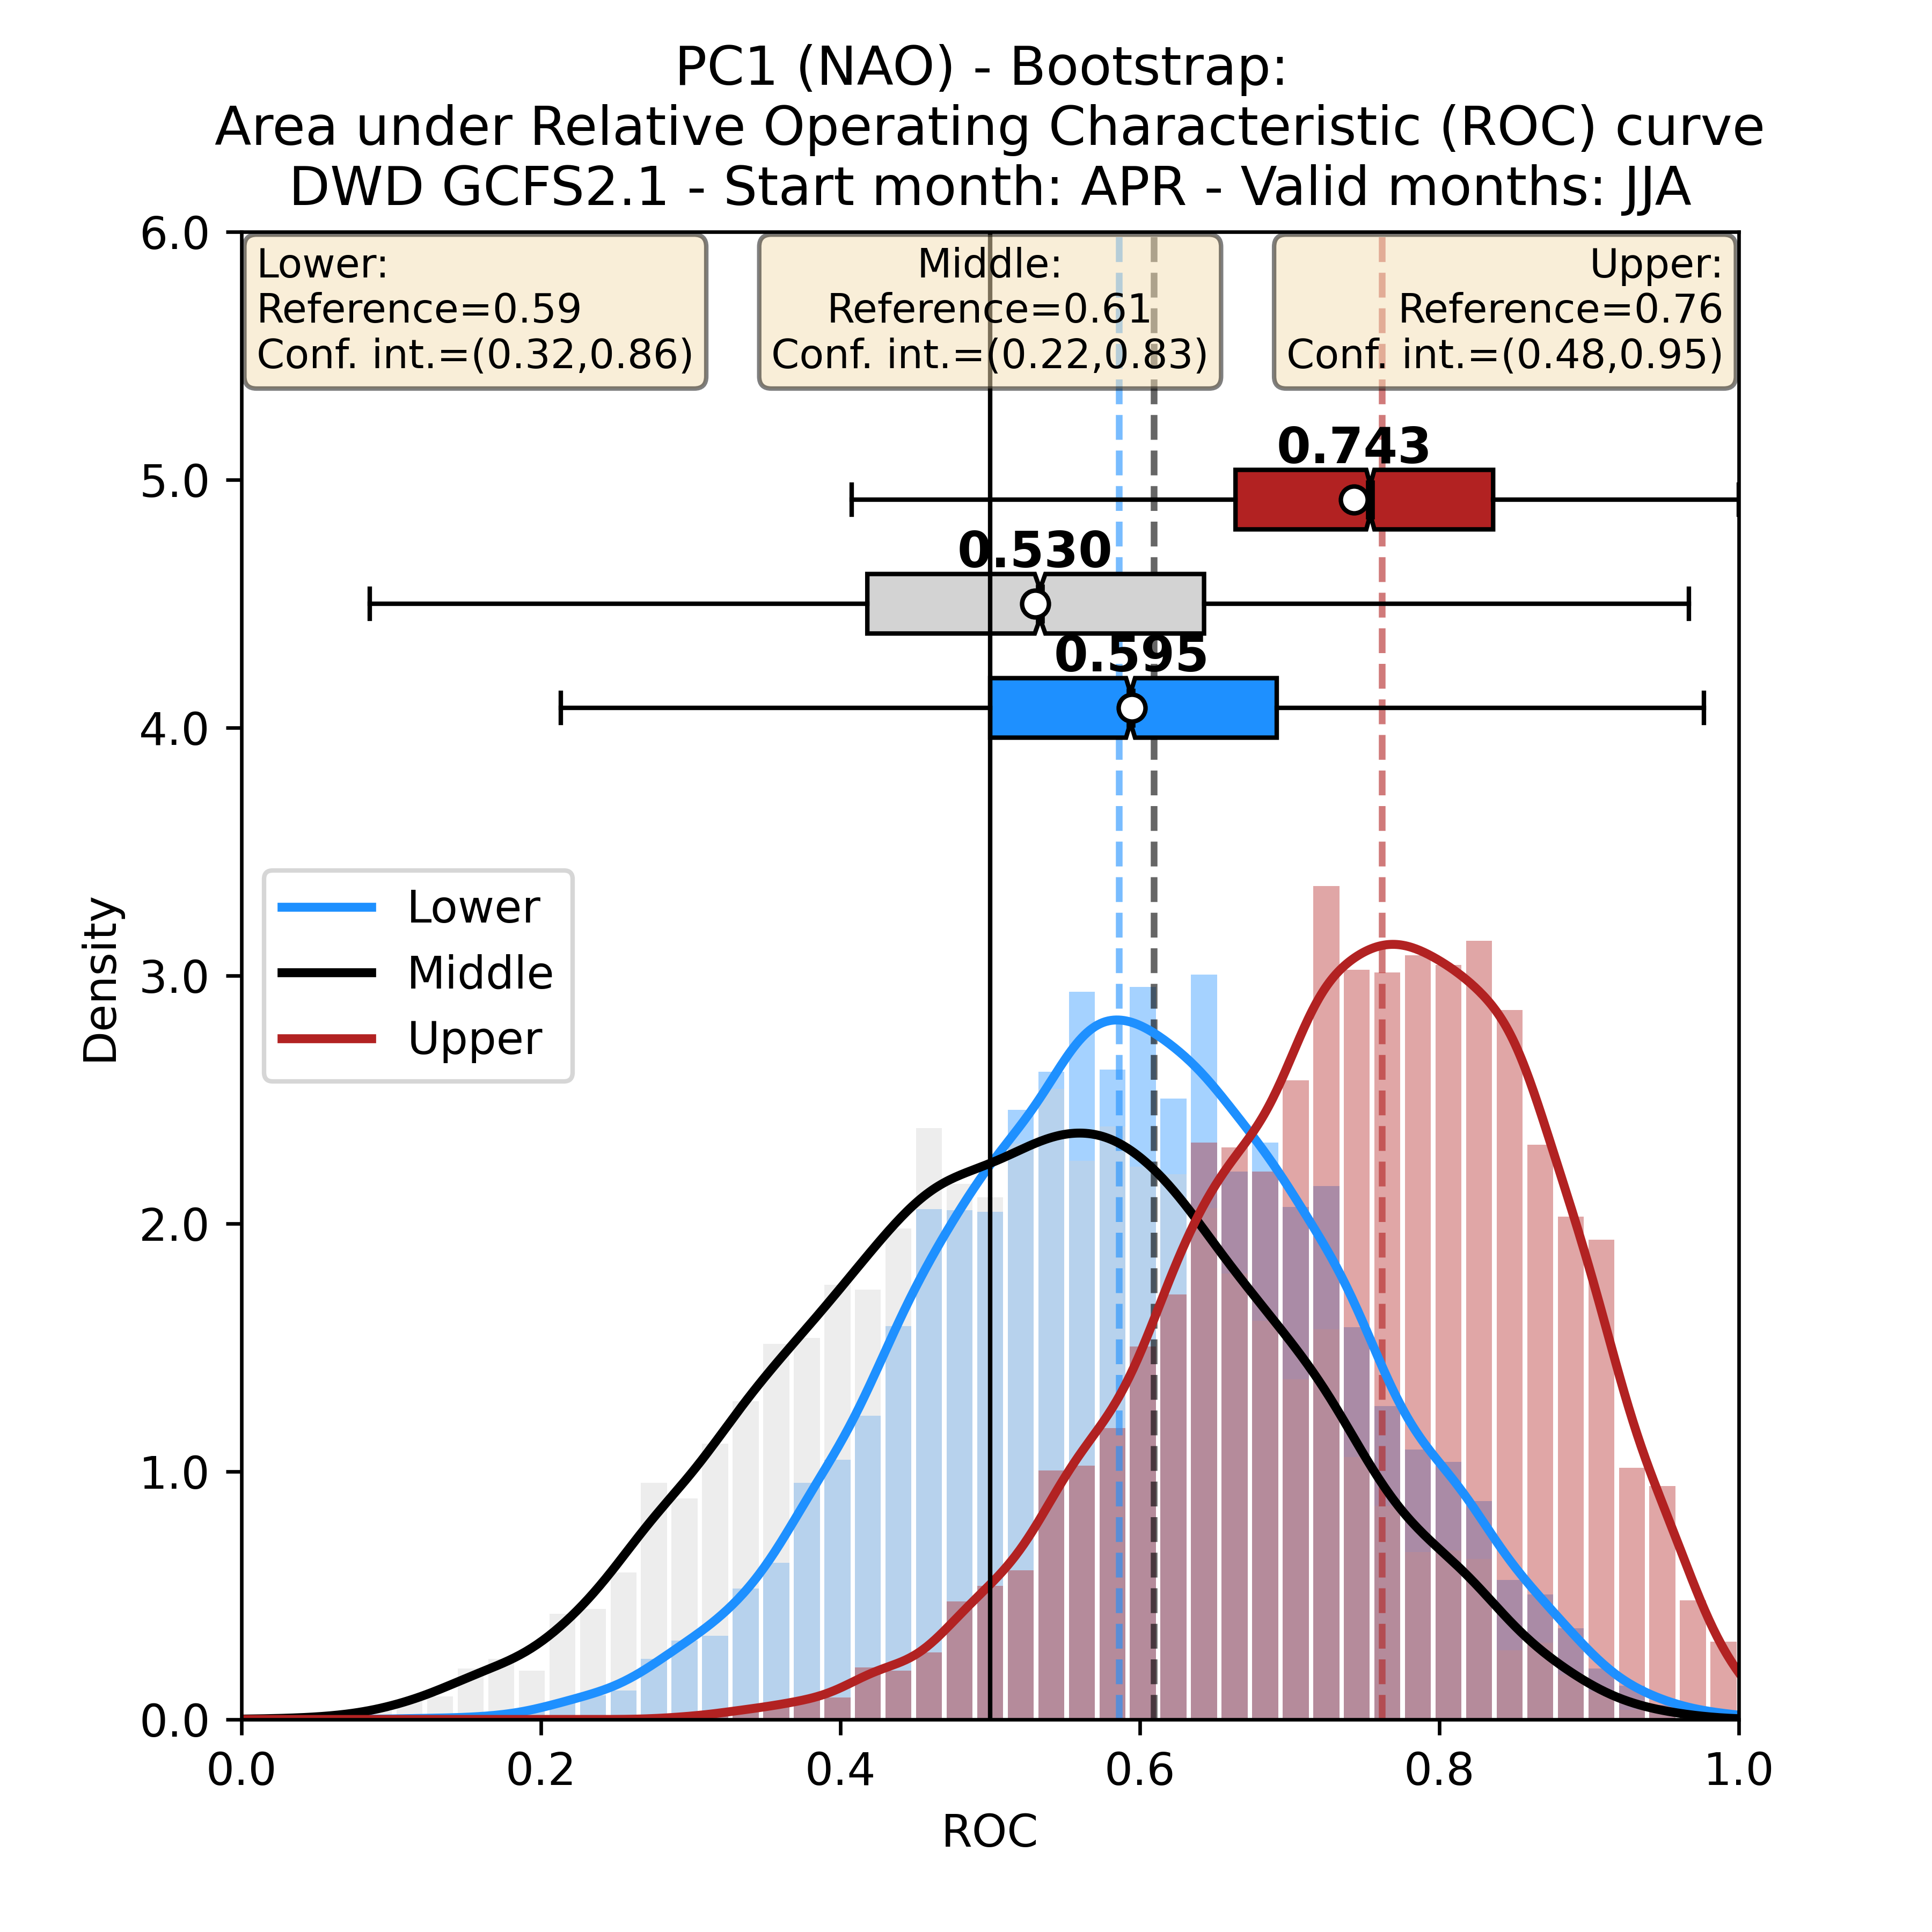 PC1 (NAO) - Bootstrap:
Area under Relative Operating Characteristic (ROC) curve
DWD GCFS2.1 - Start month: APR - Valid months: JJA
Lower:
Reference=0.59
Conf. int.=(0.32,0.86)
Middle:
Reference=0.61
Conf. int.=(0.22,0.83)
Upper:
Reference=0.76
Conf. int.=(0.48,0.95)
0.743
0.530
0.595
Lower
Middle
Upper
Density
6.0
5.0
4.0
3.0
2.0
1.0
0.0
0.0 0.2 0.4 0.6 0.8 1.0
ROC